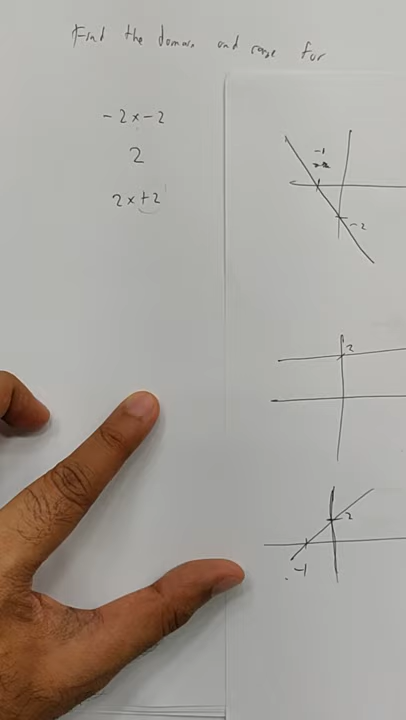 Find the domain and range for
-2x-2
2
2x+2
-1
-2
2
2
-1